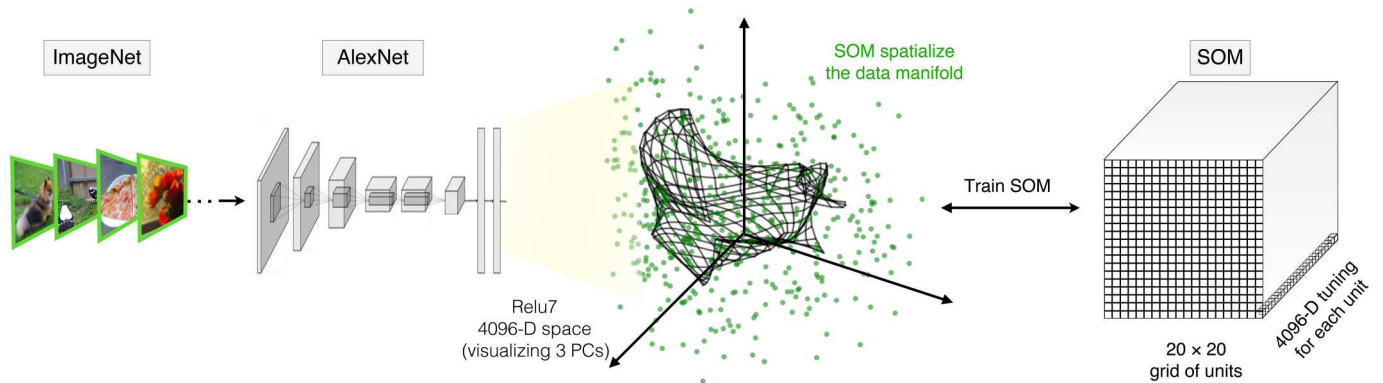 ImageNet
AlexNet
SOM spatialize
the data manifold
SOM
Train SOM
Relu7
4096-D space
(visualizing 3 PCs)
20 × 20
grid of units
4096-D tuning
for each unit